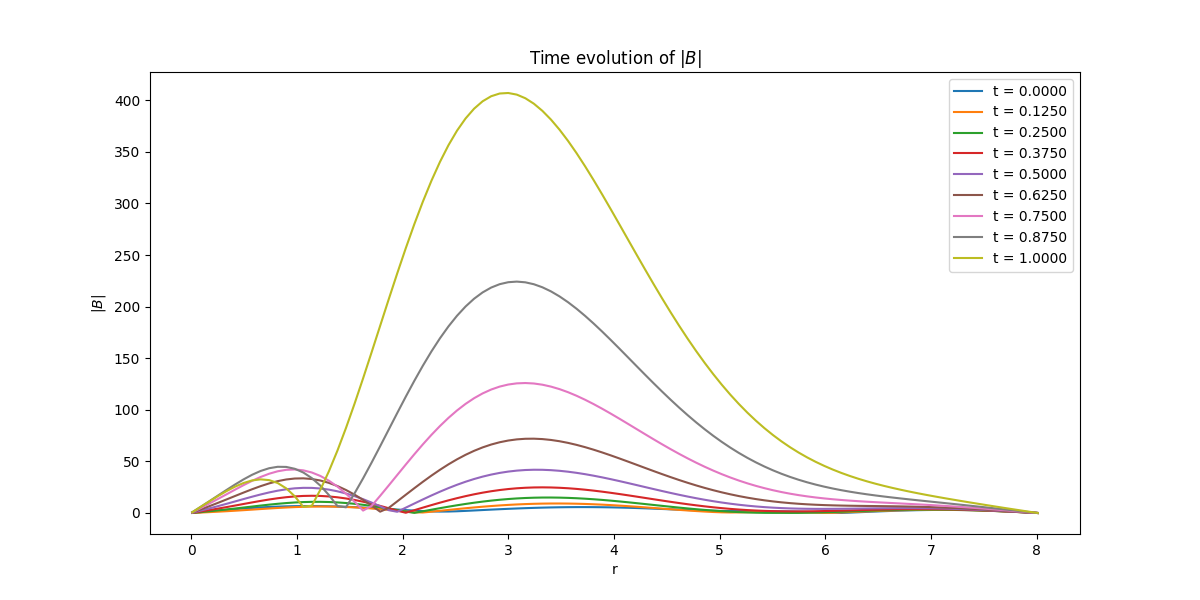 Time evolution of |B|
|B|
400
350
300
250
200
150
100
50
0
0 1 2 3 4 5 6 7 8
r
t = 0.0000
t = 0.1250
t = 0.2500
t = 0.3750
t = 0.5000
t = 0.6250
t = 0.7500
t = 0.8750
t = 1.0000